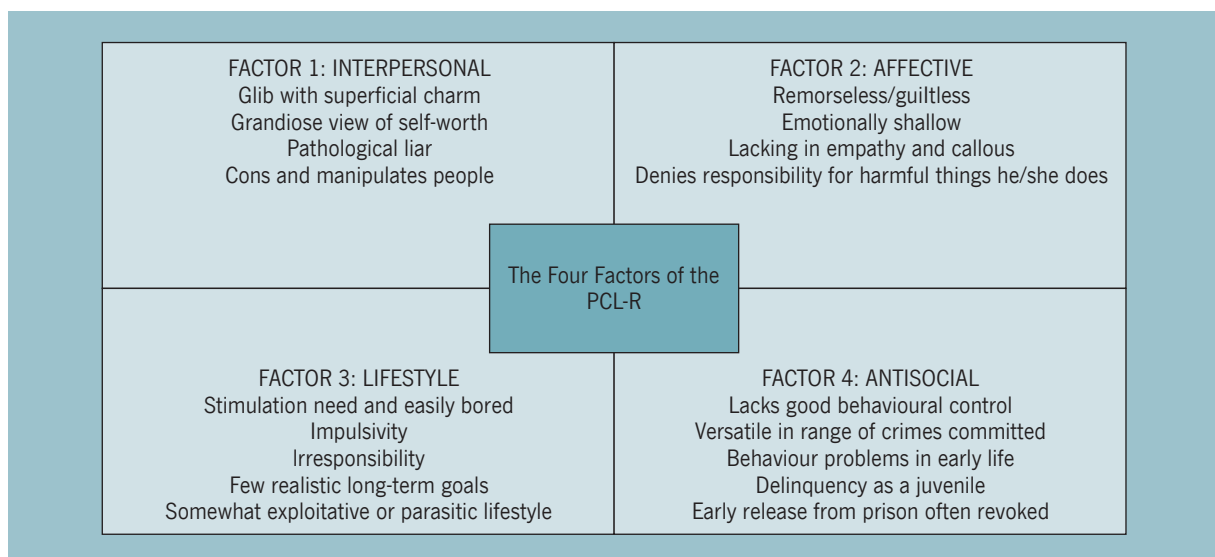 FACTOR 1: INTERPERSONAL
Glib with superficial charm
Grandiose view of self-worth
Pathological liar
Cons and manipulates people
FACTOR 2: AFFECTIVE
Remorseless/guiltless
Emotionally shallow
Lacking in empathy and callous
Denies responsibility for harmful things he/she does
The Four Factors of the
PCL-R
FACTOR 3: LIFESTYLE
Stimulation need and easily bored
Impulsivity
Irresponsibility
Few realistic long-term goals
Somewhat exploitative or parasitic lifestyle
FACTOR 4: ANTISOCIAL
Lacks good behavioural control
Versatile in range of crimes committed
Behaviour problems in early life
Delinquency as a juvenile
Early release from prison often revoked